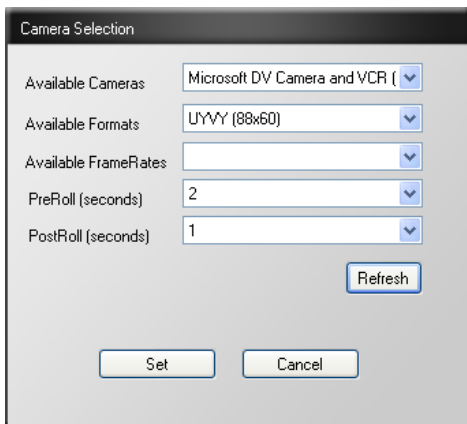 Camera Selection
Available Cameras Microsoft DV Camera and VCR (
Available Formats UYVY (88x60)
Available FrameRates
PreRoll (seconds) 2
PostRoll (seconds) 1
Refresh
Set Cancel